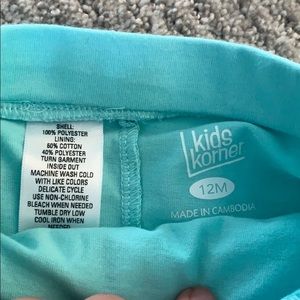 SHELL:
100% POLYESTER
LINING:
60% COTTON
40% POLYESTER
TURN GARMENT
INSIDE OUT
MACHINE WASH COLD
WITH LIKE COLORS
DELICATE CYCLE
USE NON-CHLORINE
BLEACH WHEN NEEDED
TUMBLE DRY LOW
COOL IRON WHEN
NEEDED
kids
korner
12M
MADE IN CAMBODIA